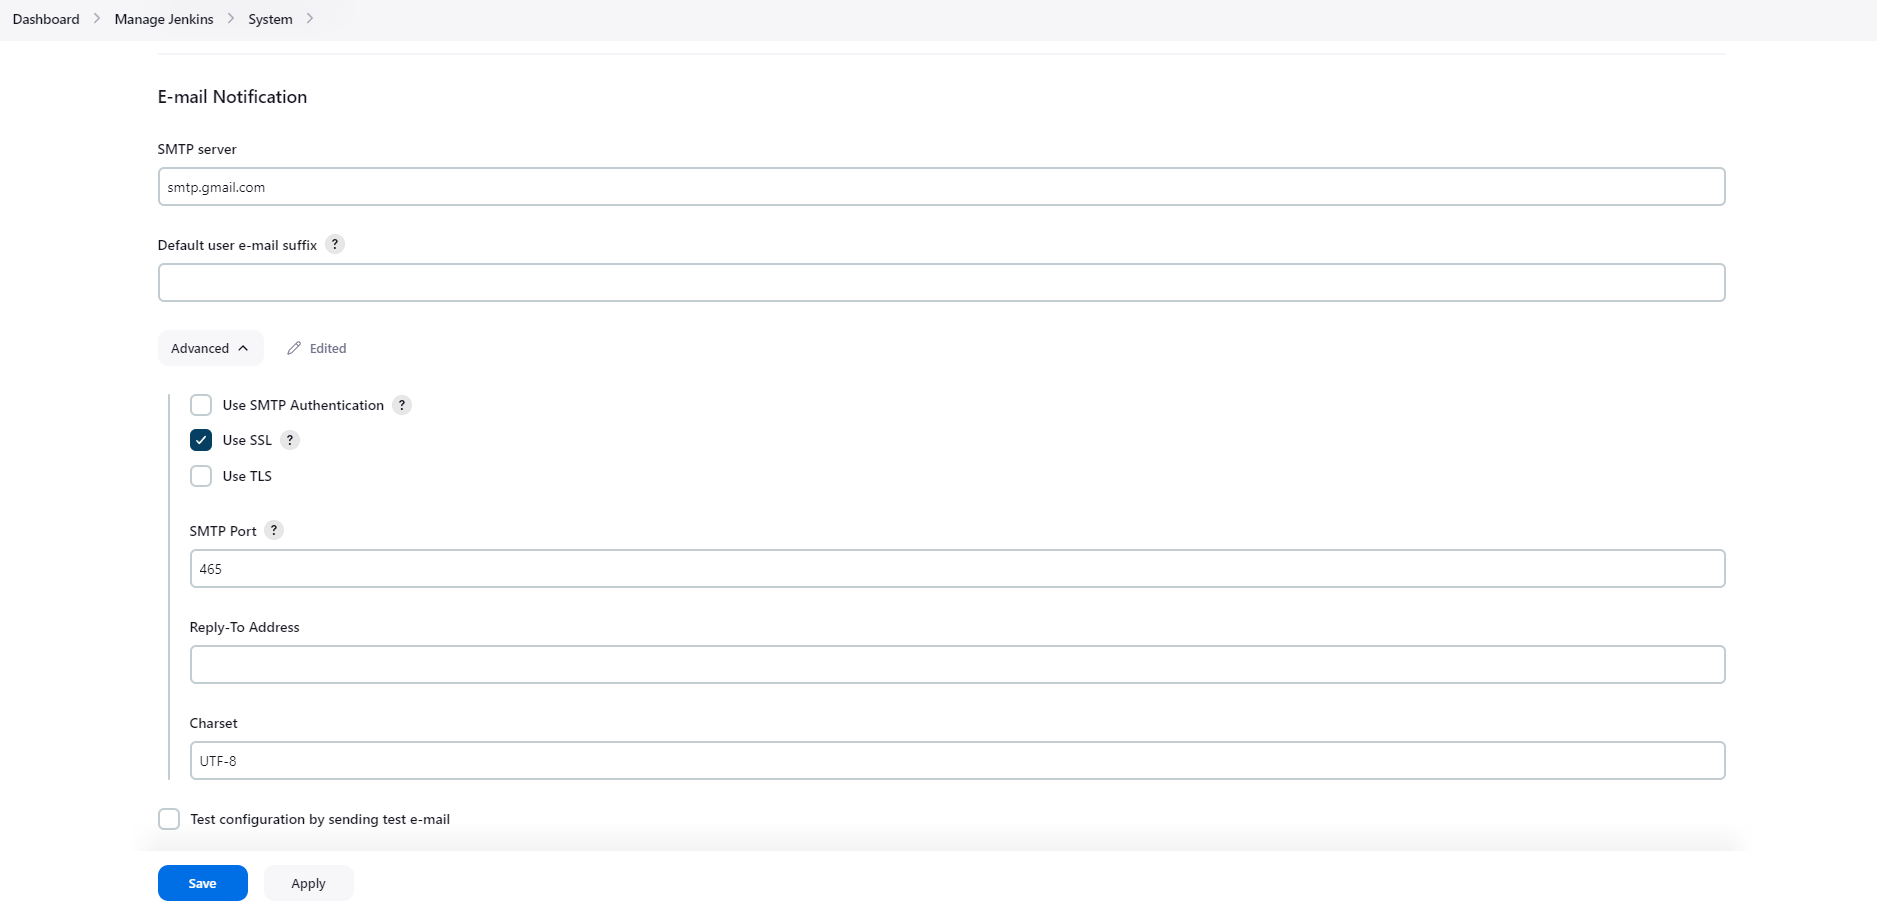 Dashboard > Manage Jenkins > System >
E-mail Notification
SMTP server
smtp.gmail.com
Default user e-mail suffix ?
Advanced Edited
Use SMTP Authentication ?
Use SSL ?
Use TLS
SMTP Port ?
465
Reply-To Address
Charset
UTF-8
Test configuration by sending test e-mail
Save Apply